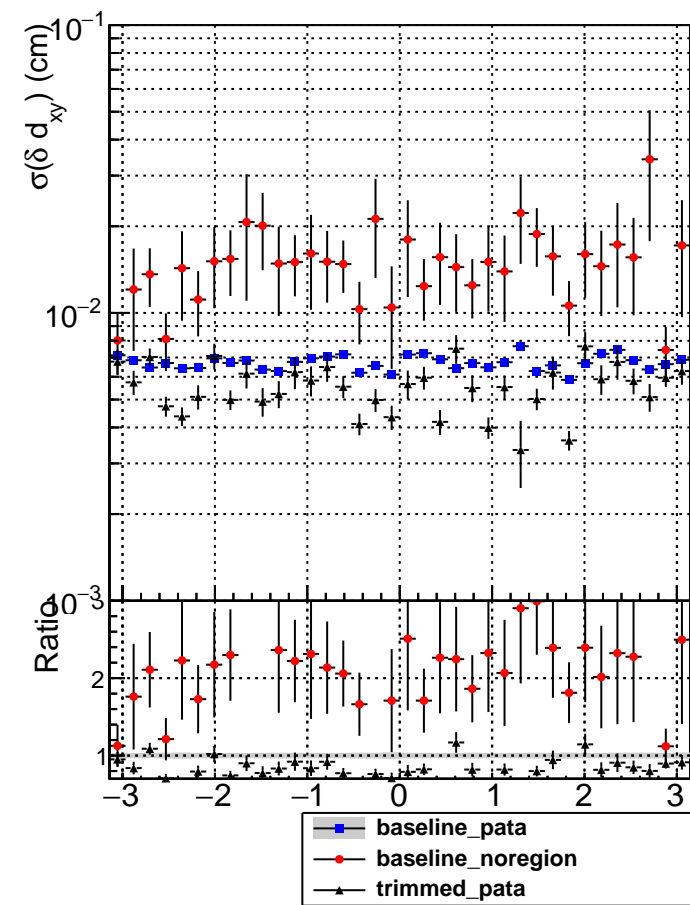 10⁻¹
σ(δ d_xy) (cm)
10⁻²
10⁻³
Ratio
2
1
−3 −2 −1 0 1 2 3
baseline_pata
baseline_noregion
trimmed_pata